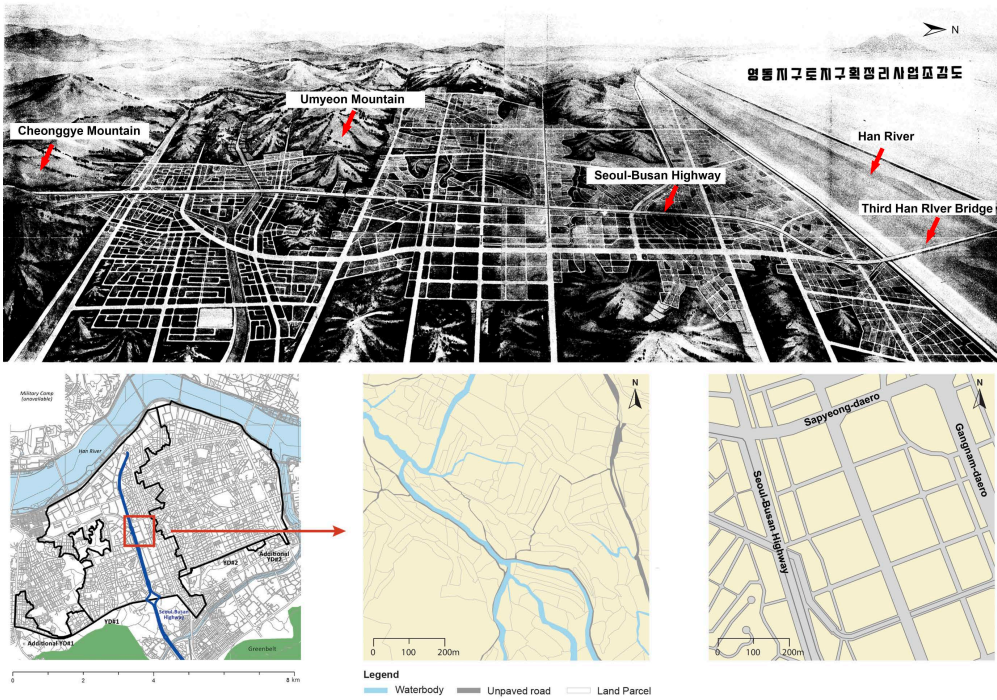 N
영동지구토지구획정리사업조감도
Umyeon Mountain
Cheonggye Mountain
Han River
Seoul-Busan Highway
Third Han River Bridge
Military Camp
(unavailable)
Han River
Additional
YD#2
YD#2
Seoul-Busan
Highway
YD#1
Additional YD#1
Greenbelt
0 2 4 8 km
N
0 100 200m
Legend
Waterbody
Unpaved road
Land Parcel
N
Sapyeong-daero
Gangnam-daero
Seoul-Busan Highway
0 100 200m